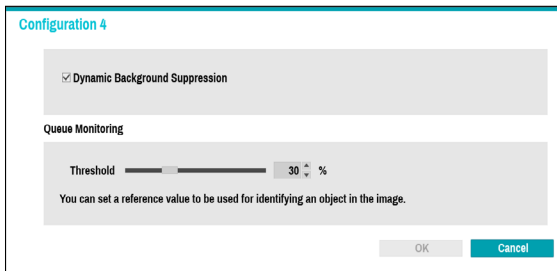 Configuration 4
Dynamic Background Suppression
Queue Monitoring
Threshold 30 %
You can set a reference value to be used for identifying an object in the image.
OK Cancel